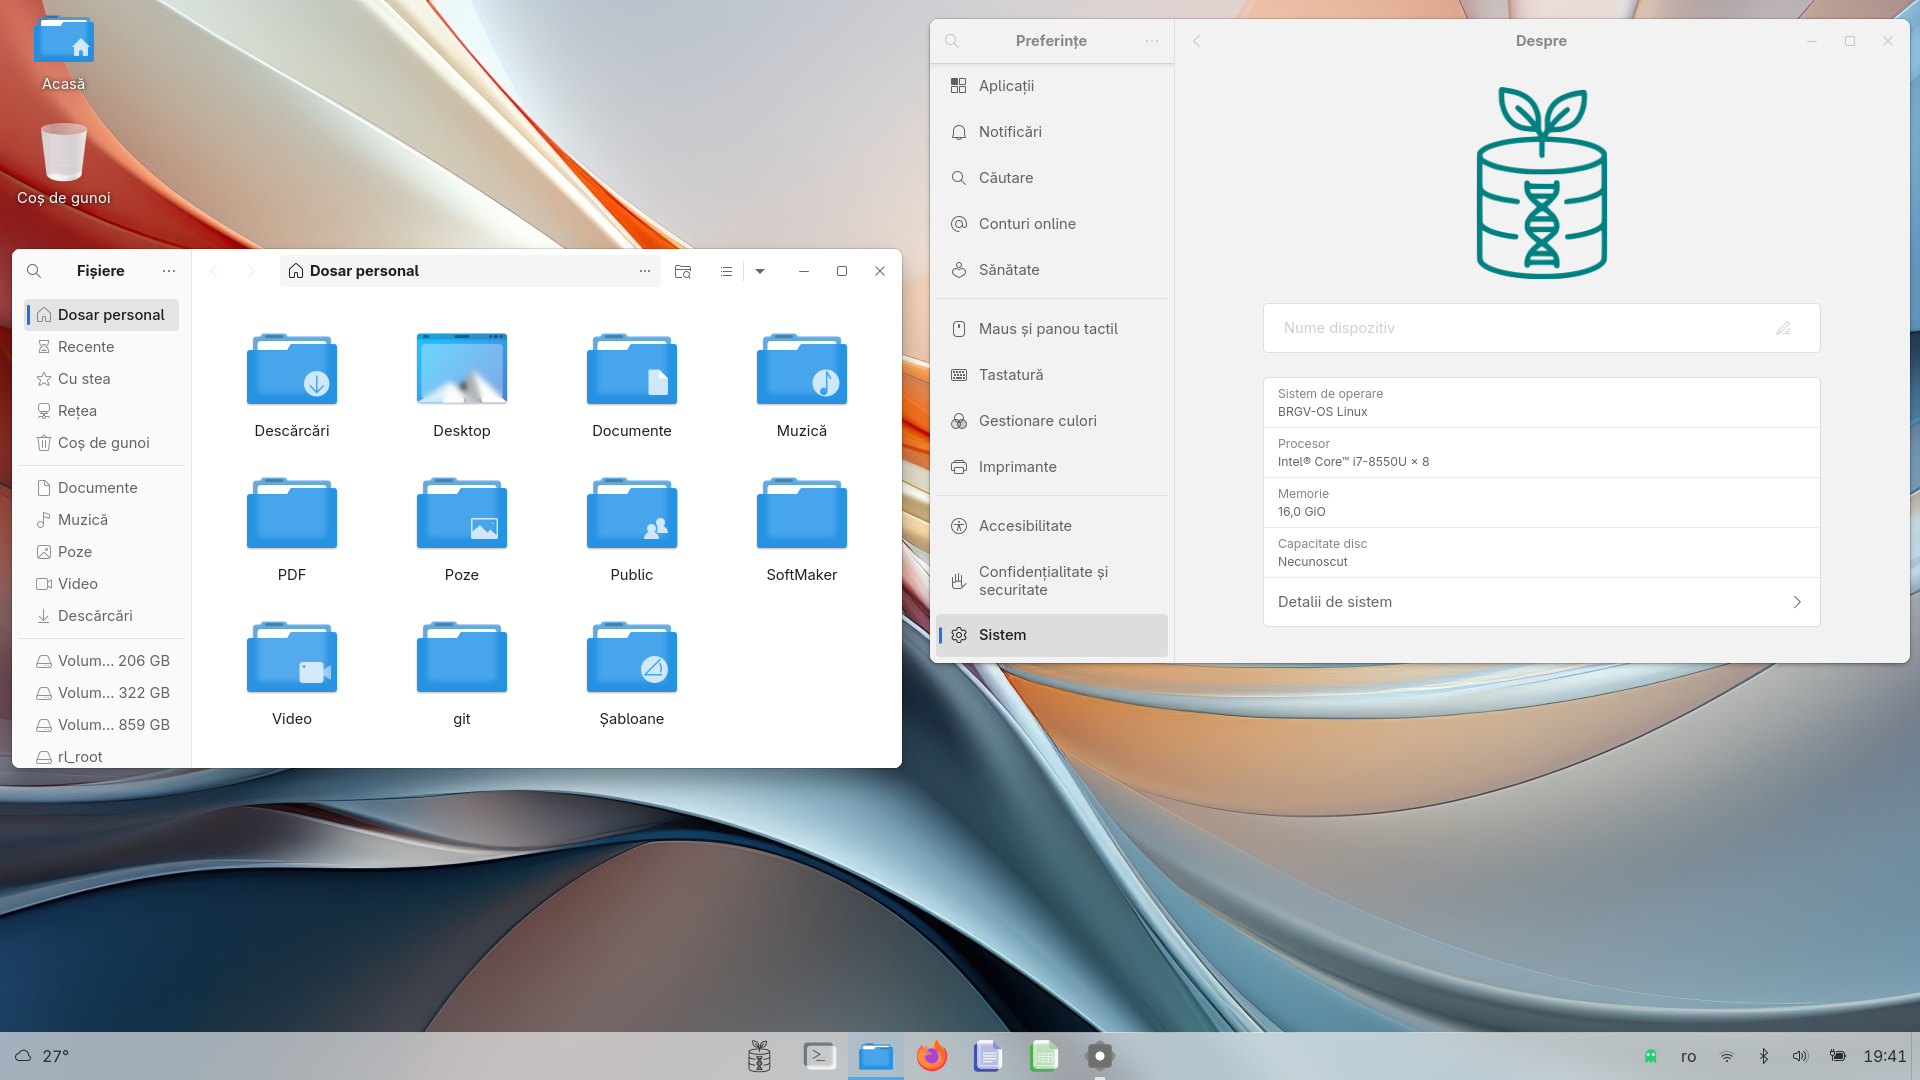 Acasă
Coș de gunoi
Fișiere
Dosar personal
Dosar personal
Recente
Cu stea
Rețea
Coș de gunoi
Documente
Muzică
Poze
Video
Descărcări
Volum... 206 GB
Volum... 322 GB
Volum... 859 GB
rl_root
Descărcări
Desktop
Documente
Muzică
PDF
Poze
Public
SoftMaker
Video
git
Șabloane
Preferințe
Aplicații
Notificări
Căutare
Conturi online
Sănătate
Maus și panou tactil
Tastatură
Gestionare culori
Imprimante
Accesibilitate
Confidențialitate și
securitate
Sistem
Despre
Nume dispozitiv
Sistem de operare
BRGV-OS Linux
Procesor
Intel® Core™ i7-8550U × 8
Memorie
16,0 GiO
Capacitate disc
Necunoscut
Detalii de sistem
27°
ro
19:41